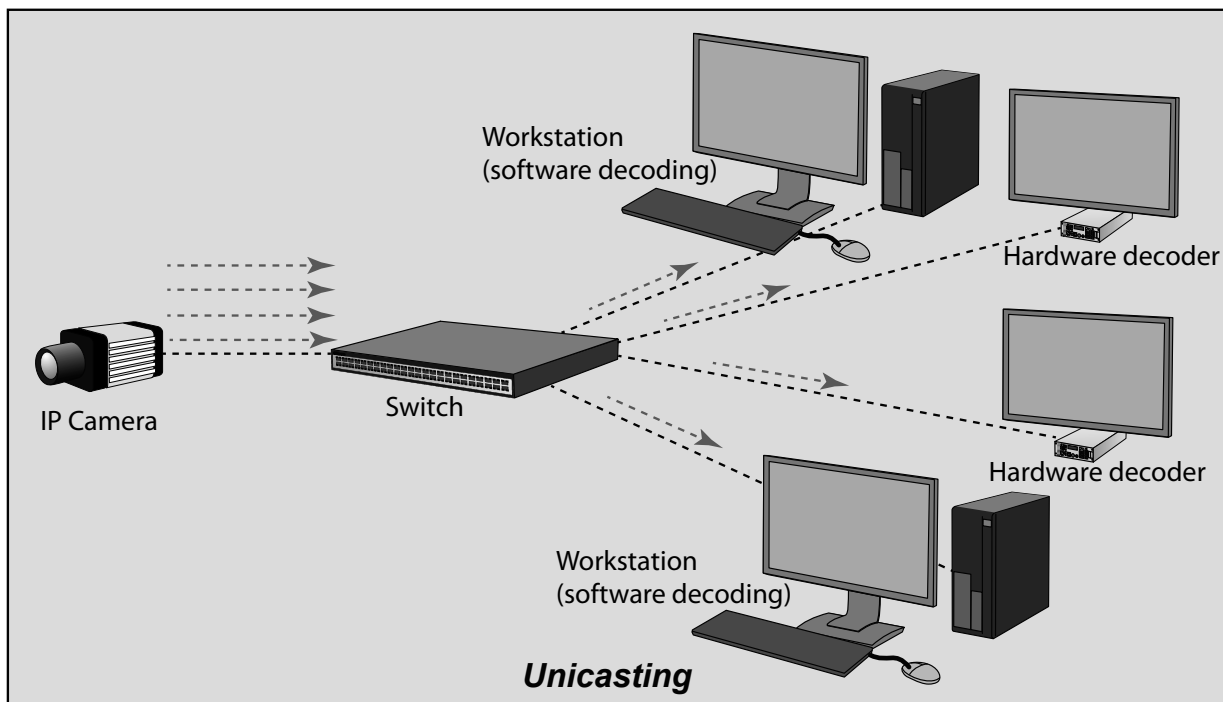 Workstation
(software decoding)
Hardware decoder
IP Camera
Switch
Hardware decoder
Workstation
(software decoding)
Unicasting